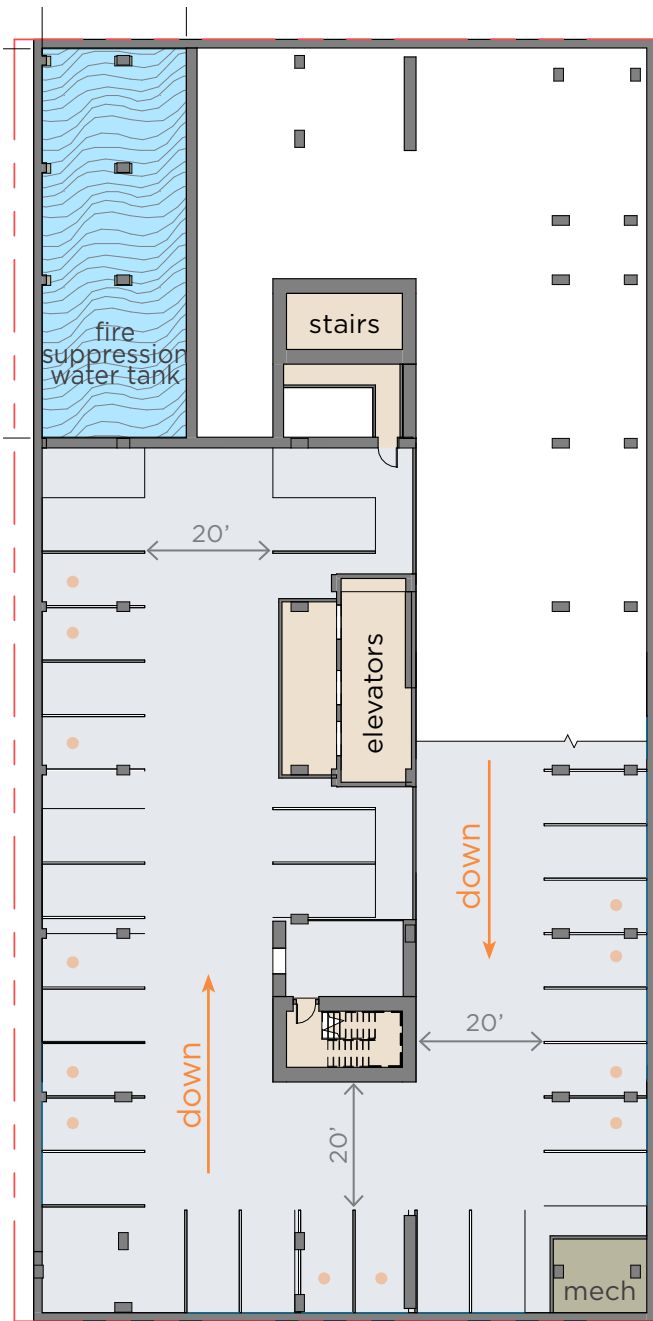 stairs
fire
suppression
water tank
20’
elevators
down
20’
down
20’
mech